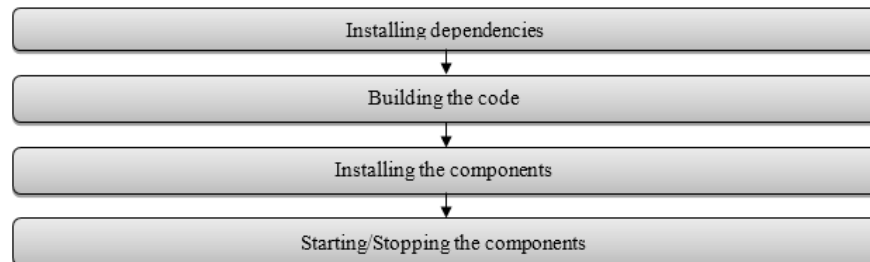 Installing dependencies
Building the code
Installing the components
Starting/Stopping the components